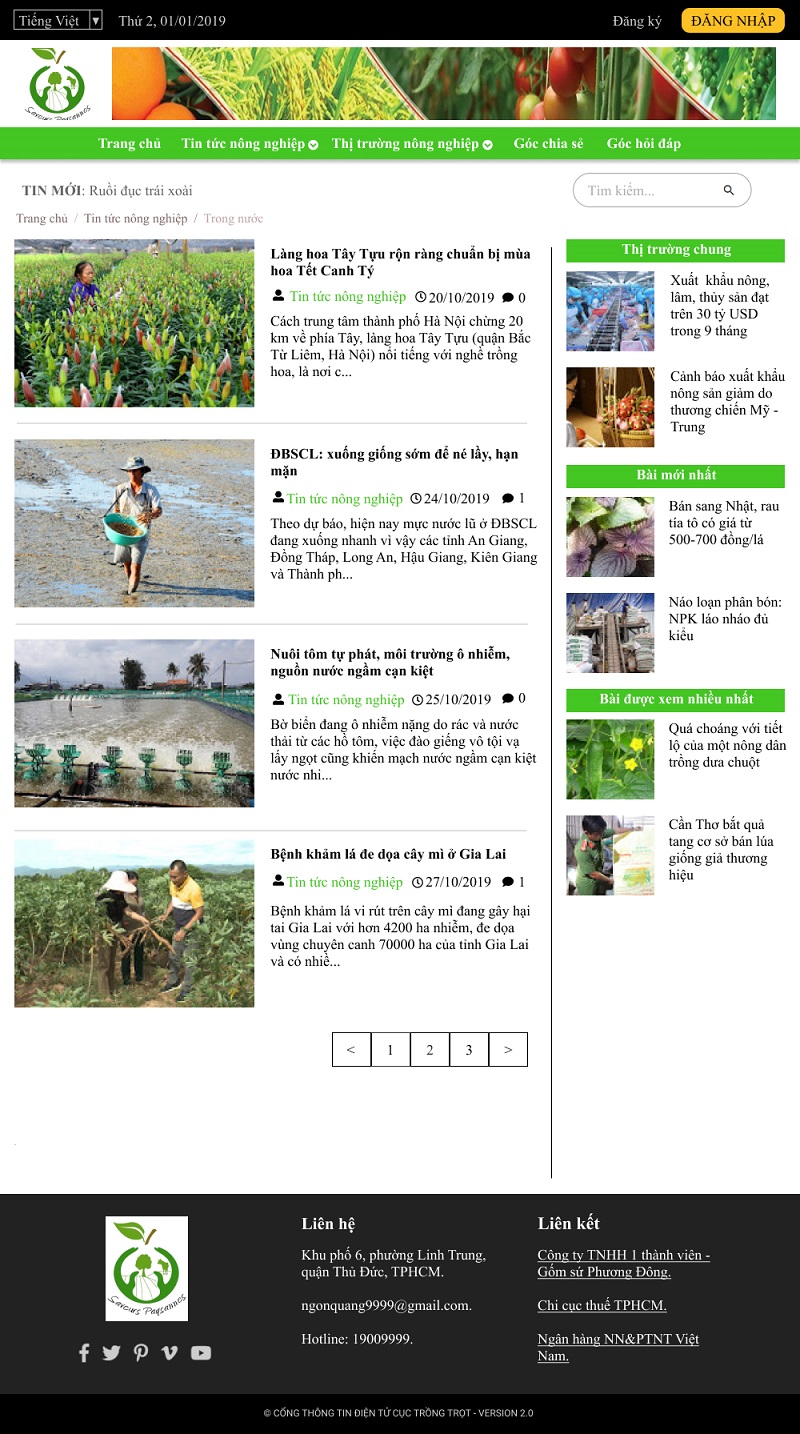 Tiếng Việt
Thứ 2, 01/01/2019
Đăng ký
ĐĂNG NHẬP
Saveurs Paysannes
Trang chủ
Tin tức nông nghiệp
Thị trường nông nghiệp
Góc chia sẻ
Góc hỏi đáp
TIN MỚI: Ruồi đục trái xoài
Tìm kiếm...
Trang chủ / Tin tức nông nghiệp / Trong nước
Làng hoa Tây Tựu rộn ràng chuẩn bị mùa
hoa Tết Canh Tý
Tin tức nông nghiệp 20/10/2019 0
Cách trung tâm thành phố Hà Nội chừng 20
km về phía Tây, làng hoa Tây Tựu (quận Bắc
Từ Liêm, Hà Nội) nổi tiếng với nghề trồng
hoa, là nơi c...
ĐBSCL: xuống giống sớm để né lầy, hạn
mặn
Tin tức nông nghiệp 24/10/2019 1
Theo dự báo, hiện nay mực nước lũ ở ĐBSCL
đang xuống nhanh vì vậy các tỉnh An Giang,
Đồng Tháp, Long An, Hậu Giang, Kiên Giang
và Thành ph...
Nuôi tôm tự phát, môi trường ô nhiễm,
nguồn nước ngầm cạn kiệt
Tin tức nông nghiệp 25/10/2019 0
Bờ biển đang ô nhiễm nặng do rác và nước
thải từ các hồ tôm, việc đào giếng vô tội vạ
lấy ngọt cũng khiến mạch nước ngầm cạn kiệt
nước nhi...
Bệnh khảm lá đe dọa cây mì ở Gia Lai
Tin tức nông nghiệp 27/10/2019 1
Bệnh khảm lá vi rút trên cây mì đang gây hại
tai Gia Lai với hơn 4200 ha nhiễm, đe dọa
vùng chuyên canh 70000 ha của tỉnh Gia Lai
và có nhiề...
< 1 2 3 >
Thị trường chung
Xuất khẩu nông,
lâm, thủy sản đạt
trên 30 tỷ USD
trong 9 tháng
Cảnh báo xuất khẩu
nông sản giảm do
thương chiến Mỹ -
Trung
Bài mới nhất
Bán sang Nhật, rau
tía tô có giá từ
500-700 đồng/lá
Náo loạn phân bón:
NPK láo nháo đủ
kiểu
Bài được xem nhiều nhất
Quá choáng với tiết
lộ của một nông dân
trồng dưa chuột
Cần Thơ bắt quả
tang cơ sở bán lúa
giống giả thương
hiệu
Saveurs Paysannes
Liên hệ
Khu phố 6, phường Linh Trung,
quận Thủ Đức, TPHCM.
ngonquang9999@gmail.com.
Hotline: 19009999.
Liên kết
Công ty TNHH 1 thành viên -
Gốm sứ Phương Đông.
Chi cục thuế TPHCM.
Ngân hàng NN&PTNT Việt
Nam.
© CỔNG THÔNG TIN ĐIỆN TỬ CỤC TRỒNG TRỌT - VERSION 2.0